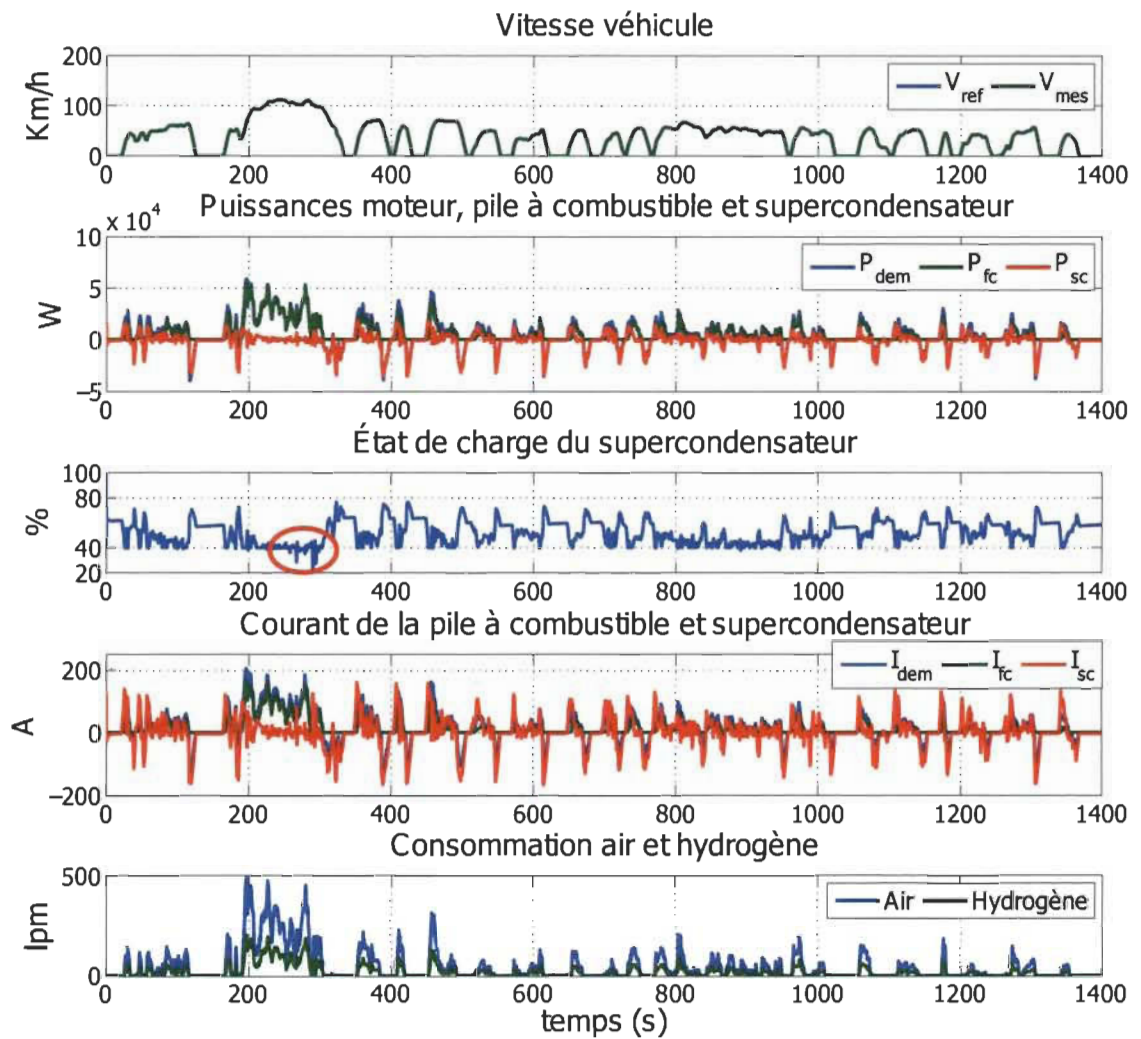 Vitesse véhicule
200
100
0
Km/h
V_ref V_mes
0 200 400 600 800 1000 1200 1400
Puissances moteur, pile à combustible et supercondensateur
x 10^4
10
5
0
−5
W
P_dem P_fc P_sc
0 200 400 600 800 1000 1200 1400
État de charge du supercondensateur
100
80
40
20
%
0 200 400 600 800 1000 1200 1400
Courant de la pile à combustible et supercondensateur
200
0
−200
A
I_dem I_fc I_sc
0 200 400 600 800 1000 1200 1400
Consommation air et hydrogène
500
0
lpm
Air Hydrogène
0 200 400 600 800 1000 1200 1400
temps (s)